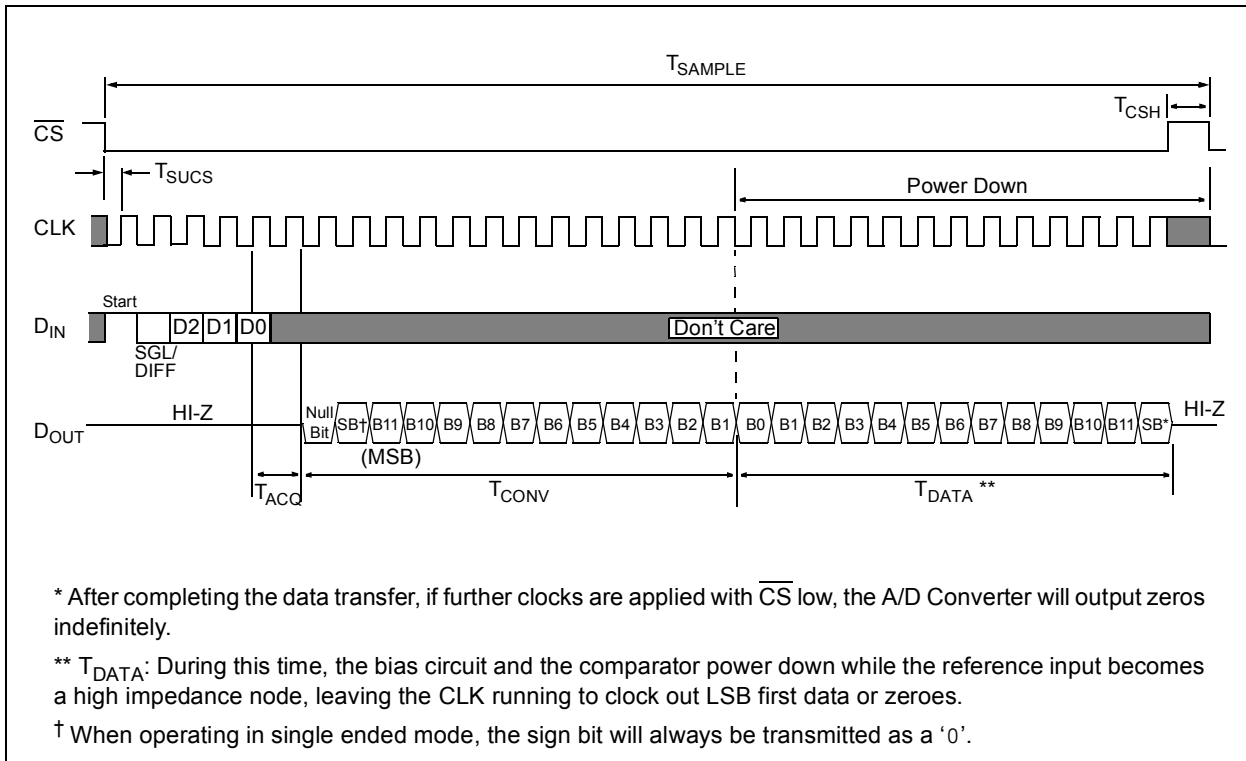 TSAMPLE
TCSH
CS
TSUCS
Power Down
CLK
Start
DIN
D2 D1 D0
Don't Care
SGL/
DIFF
HI-Z
HI-Z
DOUT
Null
Bit
SB† B11 B10 B9 B8 B7 B6 B5 B4 B3 B2 B1 B0 B1 B2 B3 B4 B5 B6 B7 B8 B9 B10 B11 SB*
(MSB)
TACQ
TCONV
TDATA **
* After completing the data transfer, if further clocks are applied with CS low, the A/D Converter will output zeros
indefinitely.
** TDATA: During this time, the bias circuit and the comparator power down while the reference input becomes
a high impedance node, leaving the CLK running to clock out LSB first data or zeroes.
† When operating in single ended mode, the sign bit will always be transmitted as a ‘0’.